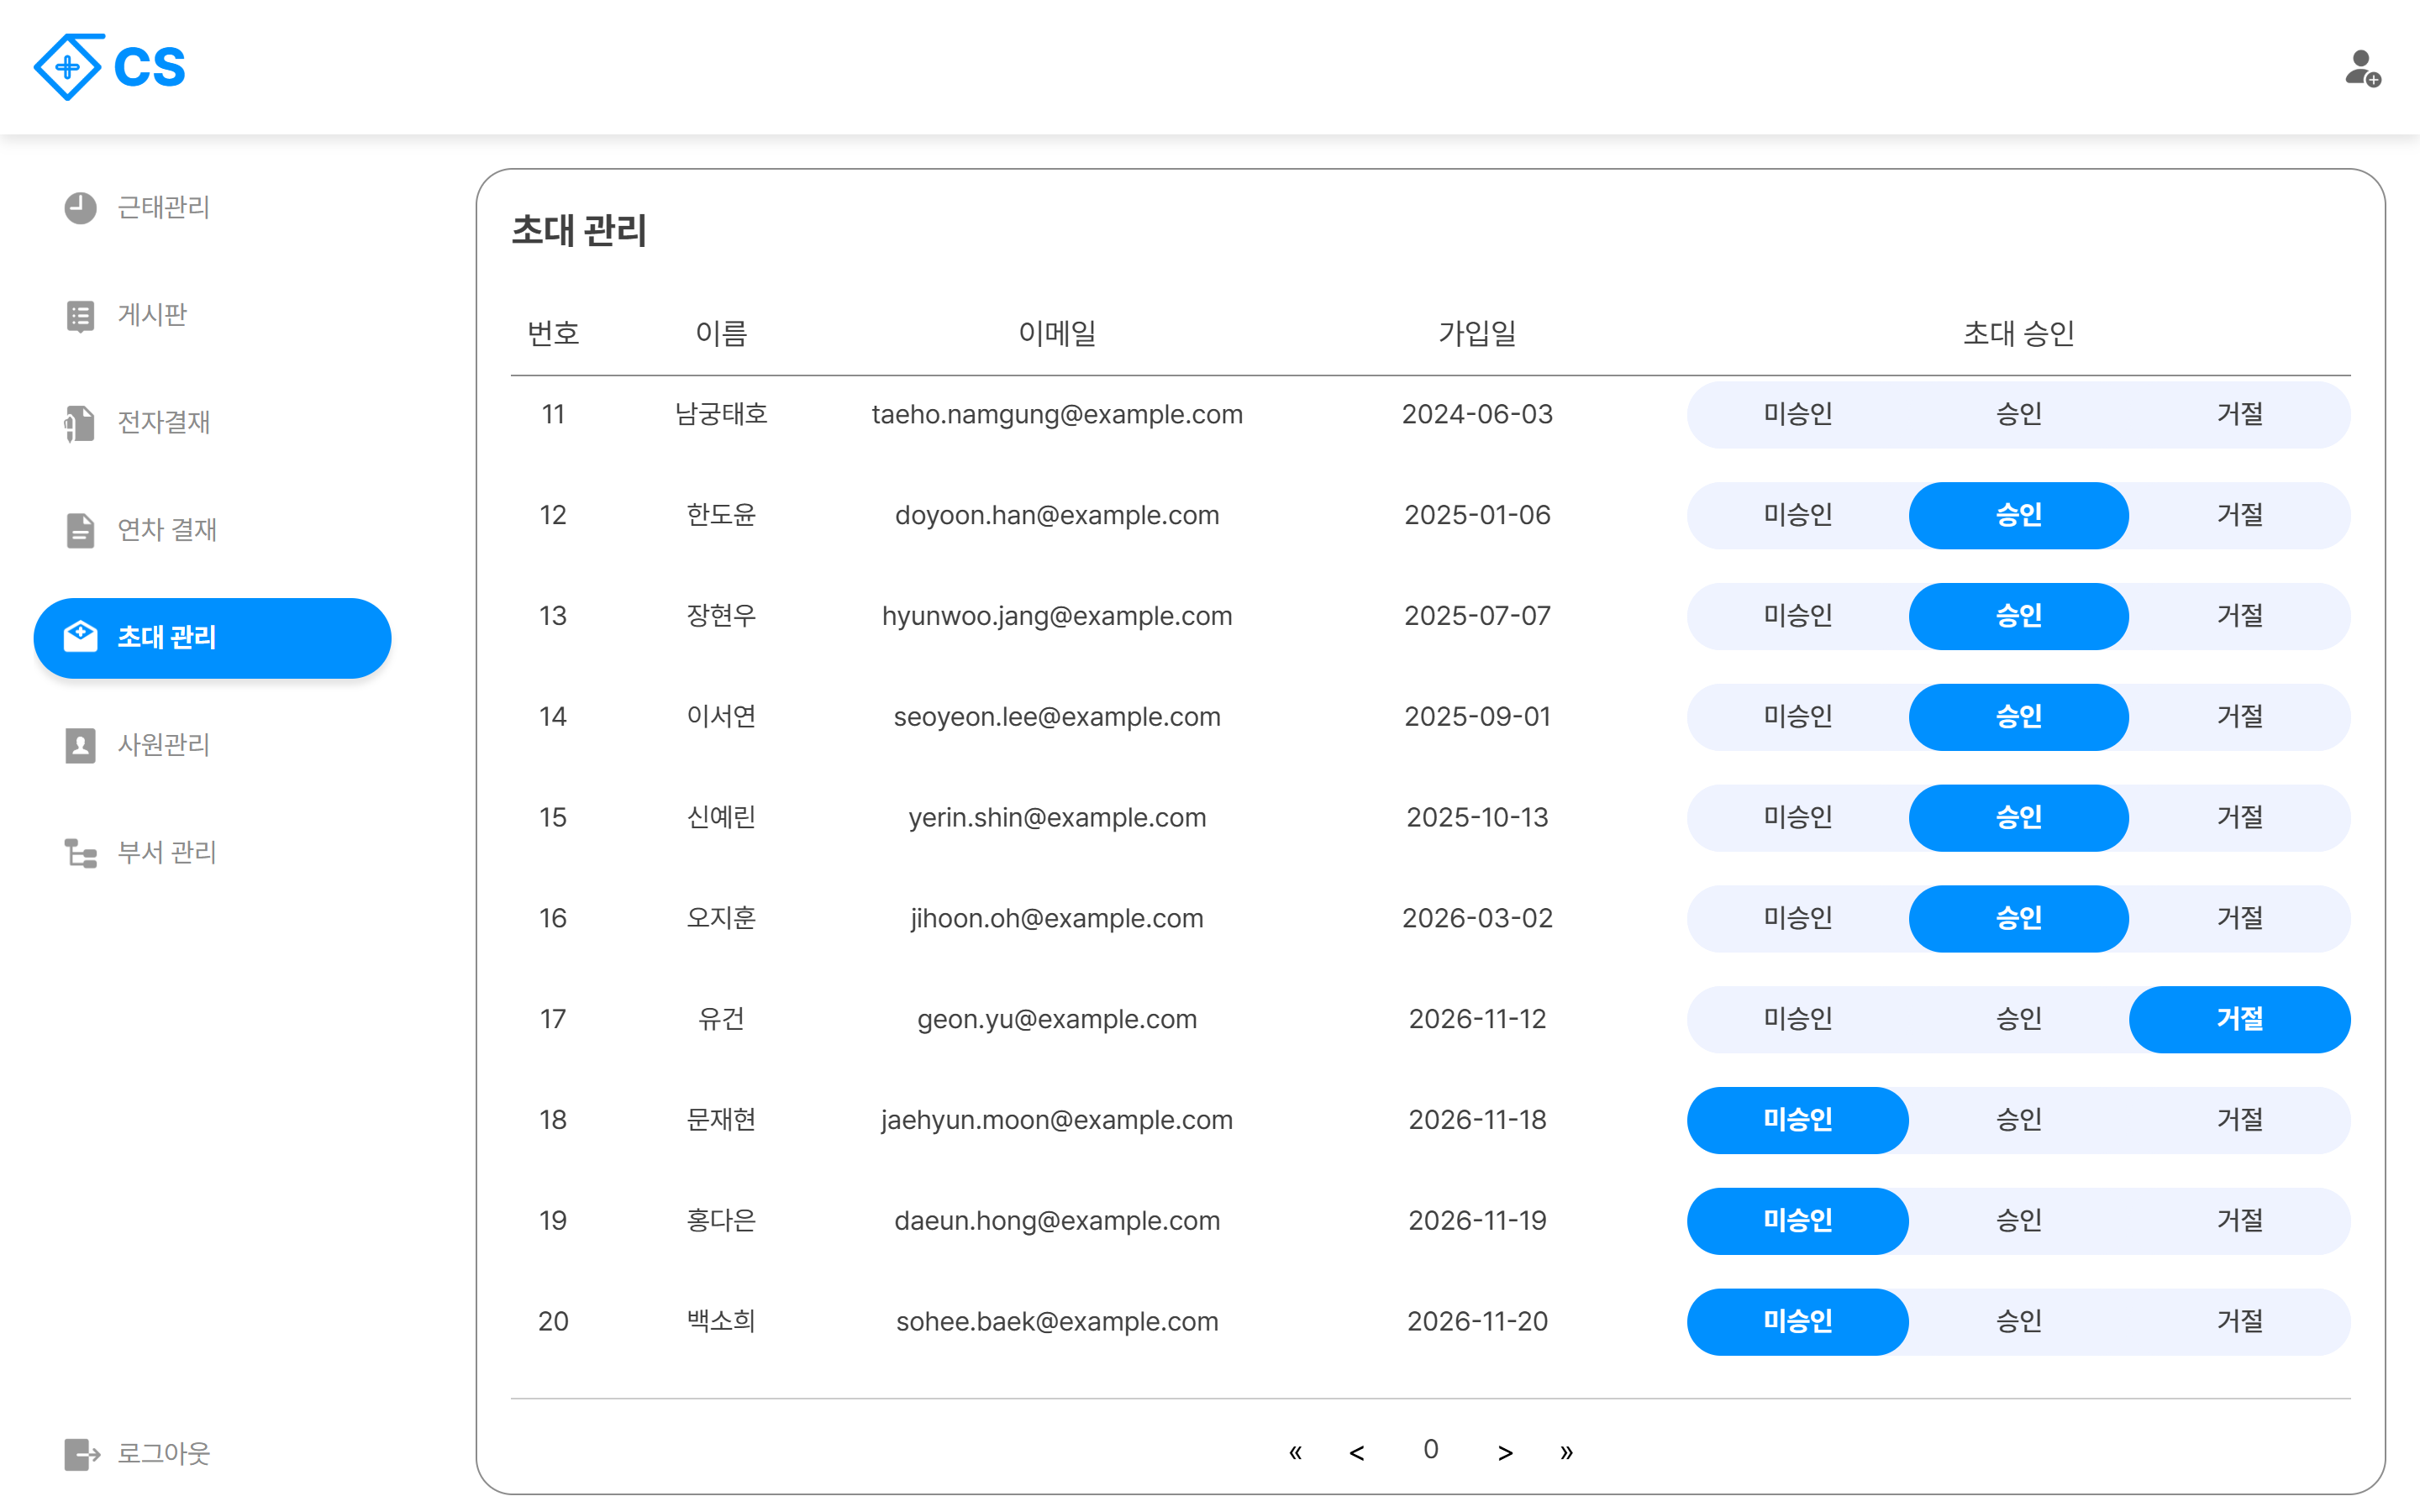 CS
근태관리
게시판
전자결재
연차 결재
초대 관리
사원관리
부서 관리
로그아웃
초대 관리
번호 이름 이메일 가입일 초대 승인
11 남궁태호 taeho.namgung@example.com 2024-06-03 미승인 승인 거절
12 한도윤 doyoon.han@example.com 2025-01-06 미승인 승인 거절
13 장현우 hyunwoo.jang@example.com 2025-07-07 미승인 승인 거절
14 이서연 seoyeon.lee@example.com 2025-09-01 미승인 승인 거절
15 신예린 yerin.shin@example.com 2025-10-13 미승인 승인 거절
16 오지훈 jihoon.oh@example.com 2026-03-02 미승인 승인 거절
17 유건 geon.yu@example.com 2026-11-12 미승인 승인 거절
18 문재현 jaehyun.moon@example.com 2026-11-18 미승인 승인 거절
19 홍다은 daeun.hong@example.com 2026-11-19 미승인 승인 거절
20 백소희 sohee.baek@example.com 2026-11-20 미승인 승인 거절
« < 0 > »